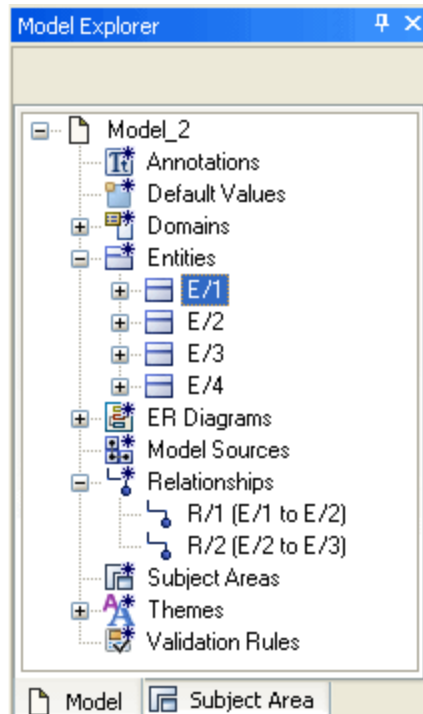 Model Explorer
Model_2
Annotations
Default Values
Domains
Entities
E/1
E/2
E/3
E/4
ER Diagrams
Model Sources
Relationships
R/1 (E/1 to E/2)
R/2 (E/2 to E/3)
Subject Areas
Themes
Validation Rules
Model Subject Area